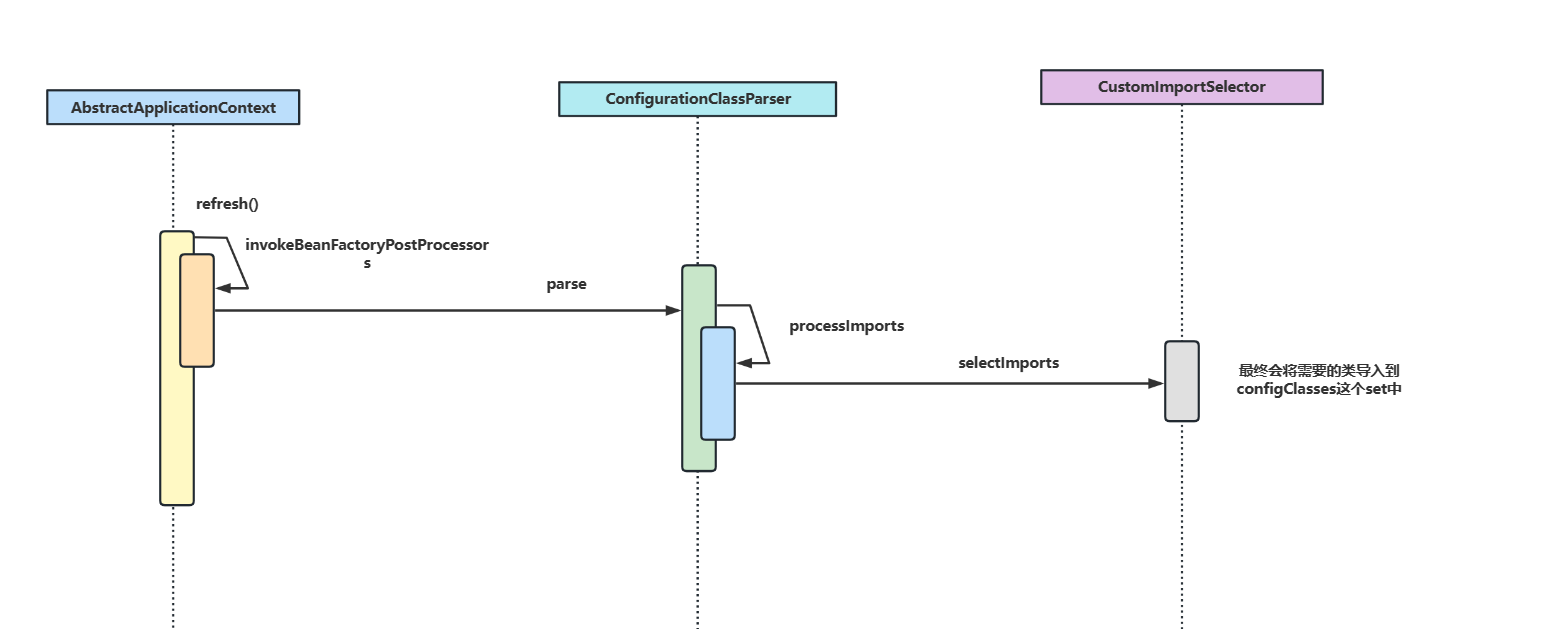 AbstractApplicationContext
ConfigurationClassParser
CustomImportSelector
refresh()
invokeBeanFactoryPostProcessor
s
parse
processImports
selectImports
最终会将需要的类导入到
configClasses这个set中